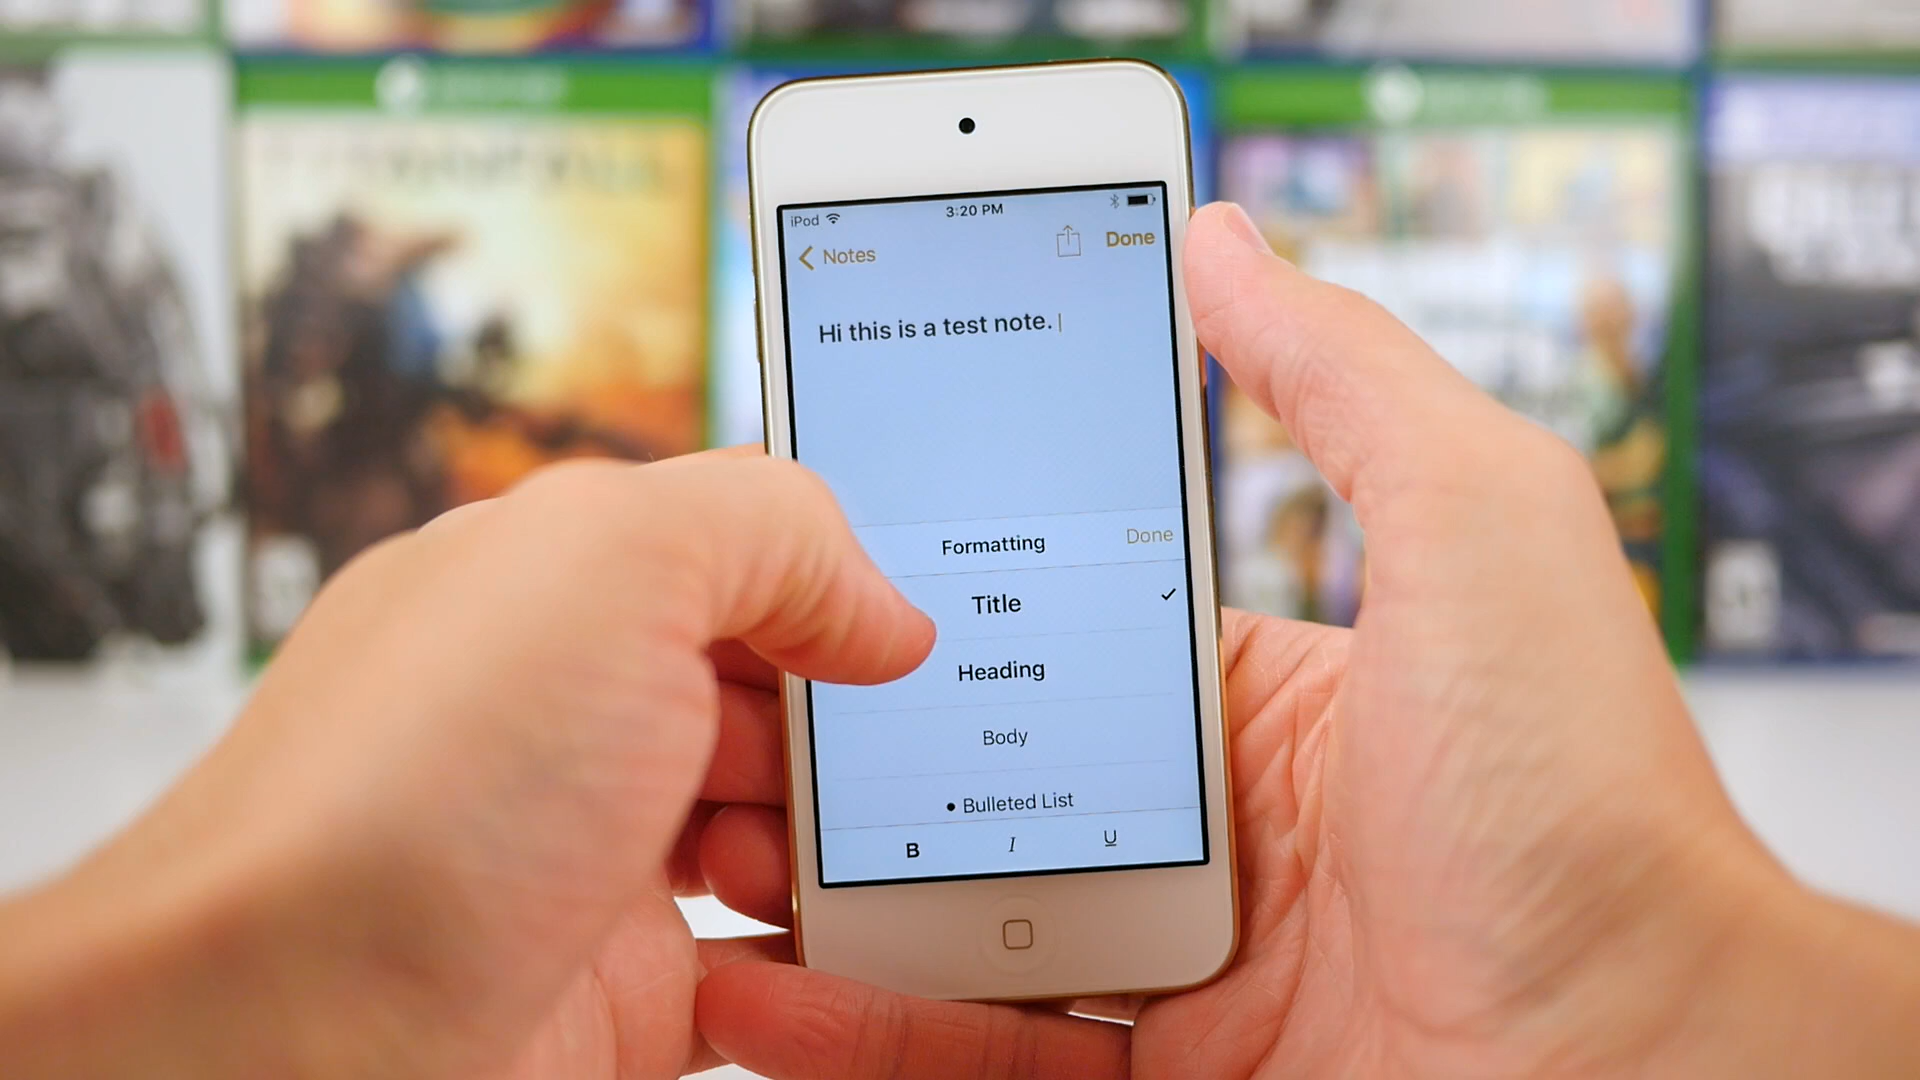 iPod 3:20 PM
Notes Done
Hi this is a test note.
Formatting Done
Title
Heading
Body
• Bulleted List
B I U